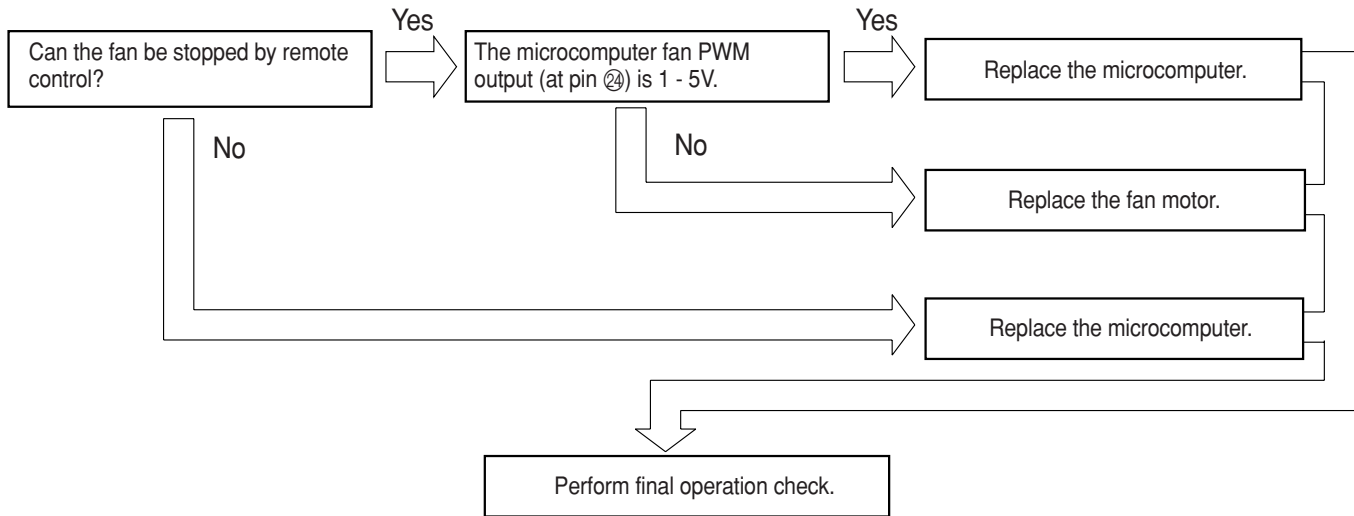 Yes
Yes
Can the fan be stopped by remote
control?
The microcomputer fan PWM
output (at pin ㉔) is 1 - 5V.
Replace the microcomputer.
No
No
Replace the fan motor.
Replace the microcomputer.
Perform final operation check.